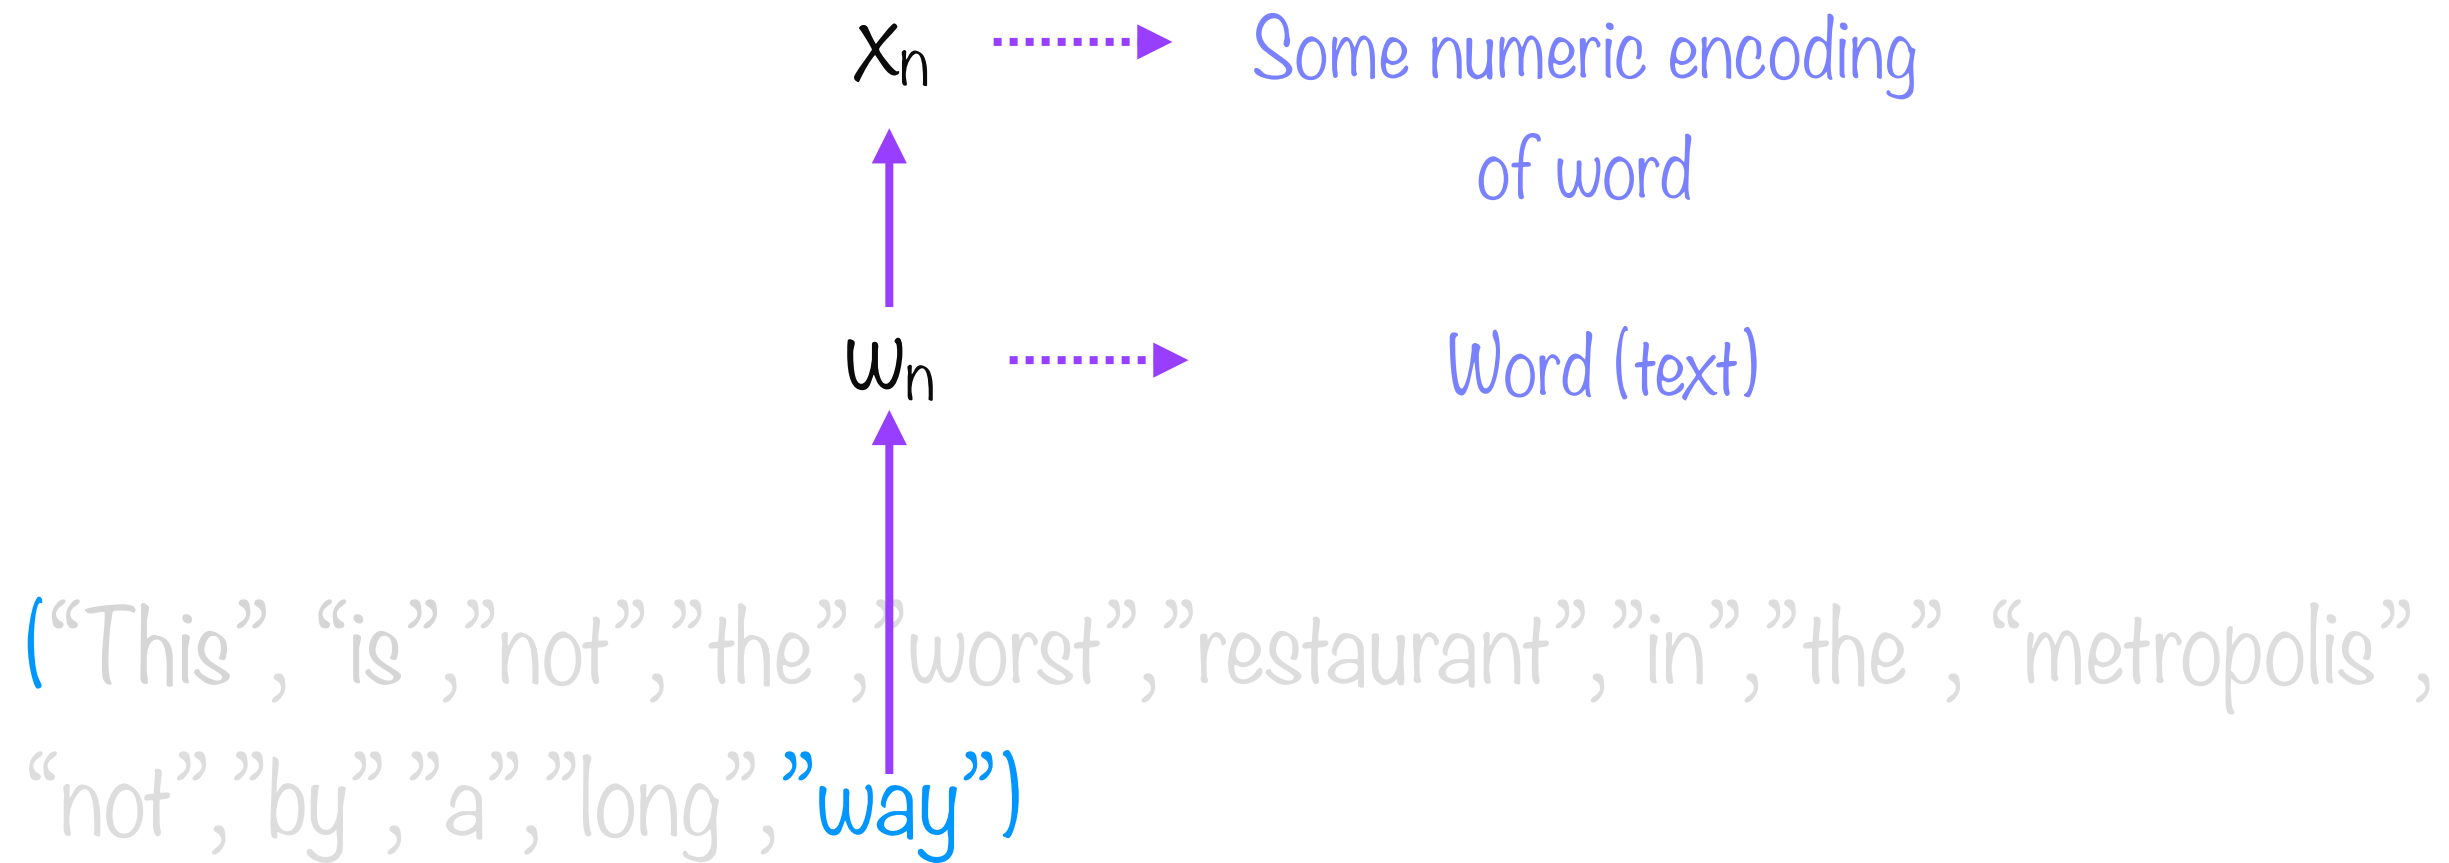 xn Some numeric encoding
of word
wn Word (text)
(“This”, “is”,”not”,”the”,”worst”,”restaurant”,”in”,”the”, “metropolis”,
“not”,”by”,”a”,”long”,”way”)